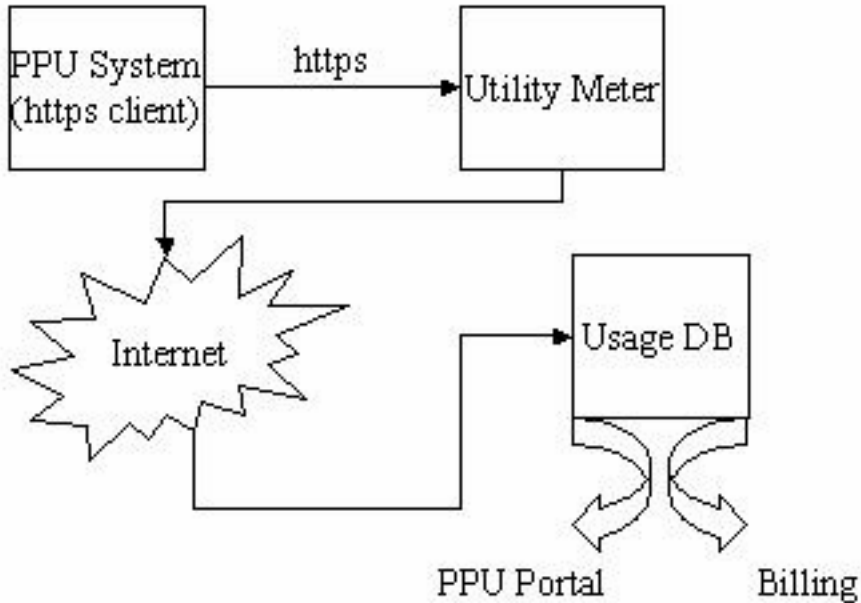 PPU System
(https client)
https
Utility Meter
Internet
Usage DB
PPU Portal
Billing